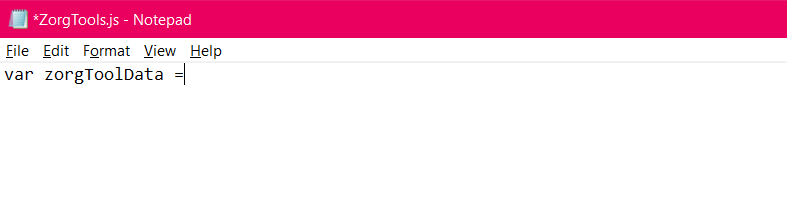 *ZorgTools.js - Notepad
File Edit Format View Help
var zorgToolData =